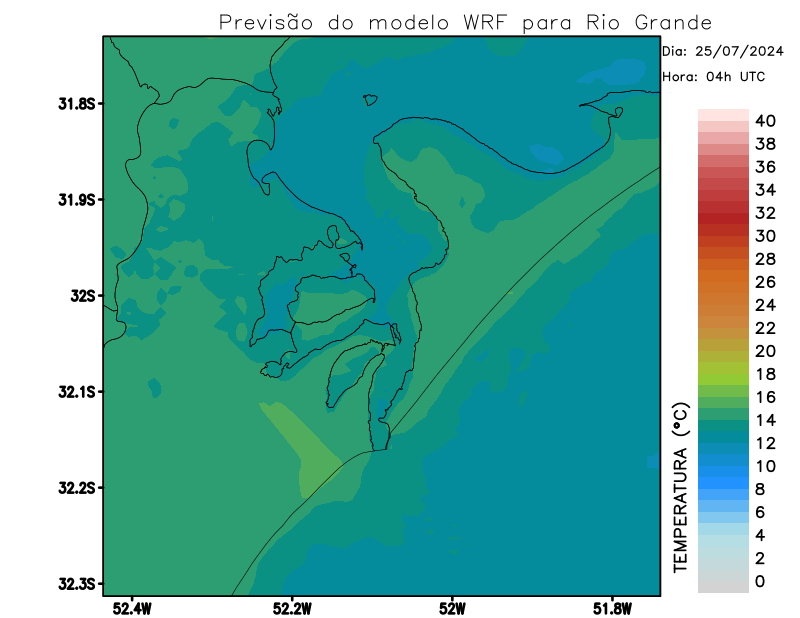 Previsão do modelo WRF para Rio Grande
Dia: 25/07/2024
Hora: 04h UTC
31.8S
31.9S
32S
32.1S
32.2S
32.3S
52.4W
52.2W
52W
51.8W
TEMPERATURA (ºC)
40
38
36
34
32
30
28
26
24
22
20
18
16
14
12
10
8
6
4
2
0